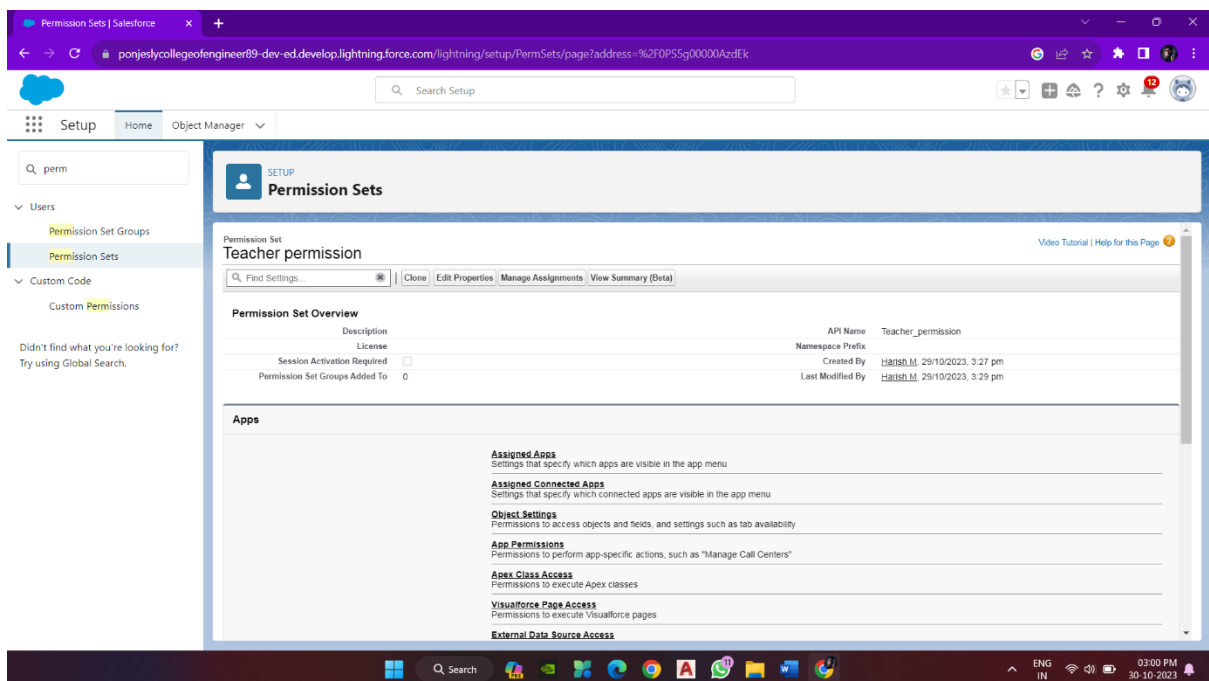 Permission Sets | Salesforce
ponjeslycollegeofengineer89-dev-ed.develop.lightning.force.com/lightning/setup/PermSets/page?address=%2F0PS5g00000AzdEk
Search Setup
12
Setup Home Object Manager
perm
Users
Permission Set Groups
Permission Sets
Custom Code
Custom Permissions
Didn't find what you're looking for?
Try using Global Search.
SETUP
Permission Sets
Permission Set
Teacher permission
Video Tutorial | Help for this Page
Find Settings... | Clone Edit Properties Manage Assignments View Summary (Beta)
Permission Set Overview
Description API Name Teacher_permission
License Namespace Prefix
Session Activation Required Created By Harish M, 29/10/2023, 3:27 pm
Permission Set Groups Added To 0 Last Modified By Harish M, 29/10/2023, 3:29 pm
Apps
Assigned Apps
Settings that specify which apps are visible in the app menu
Assigned Connected Apps
Settings that specify which connected apps are visible in the app menu
Object Settings
Permissions to access objects and fields, and settings such as tab availability
App Permissions
Permissions to perform app-specific actions, such as "Manage Call Centers"
Apex Class Access
Permissions to execute Apex classes
Visualforce Page Access
Permissions to execute Visualforce pages
External Data Source Access
Search
ENG
IN
03:00 PM
30-10-2023